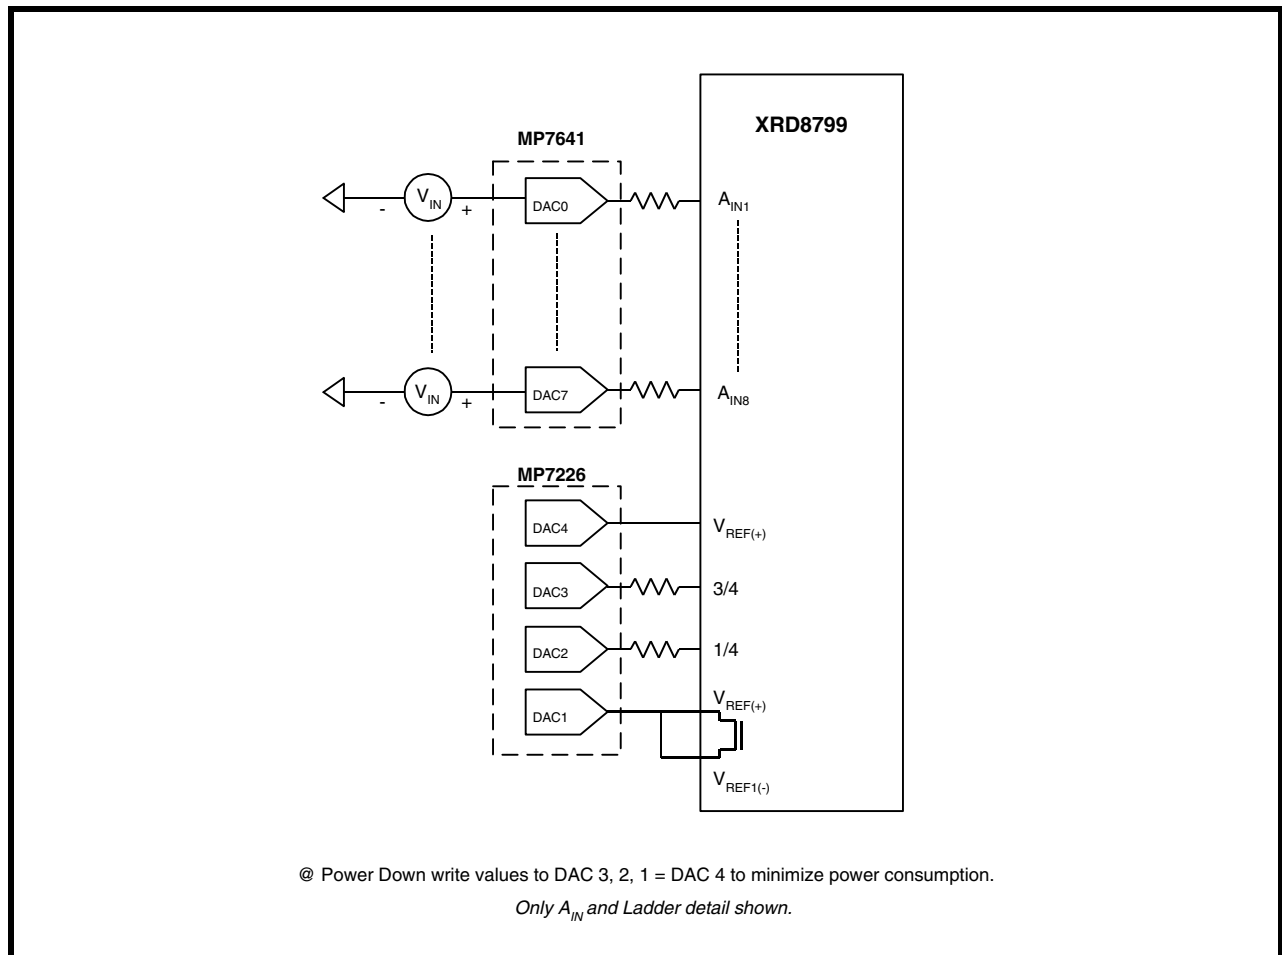 XRD8799
MP7641
V_IN - + DAC0 A_IN1
V_IN - + DAC7 A_IN8
MP7226
DAC4 V_REF(+)
DAC3 3/4
DAC2 1/4
DAC1 V_REF(+)
V_REF1(-)
@ Power Down write values to DAC 3, 2, 1 = DAC 4 to minimize power consumption.
Only A_IN and Ladder detail shown.